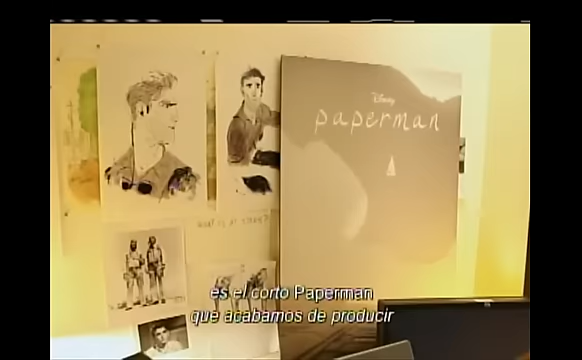 Disney
paperman
es el corto Paperman
que acabamos de producir